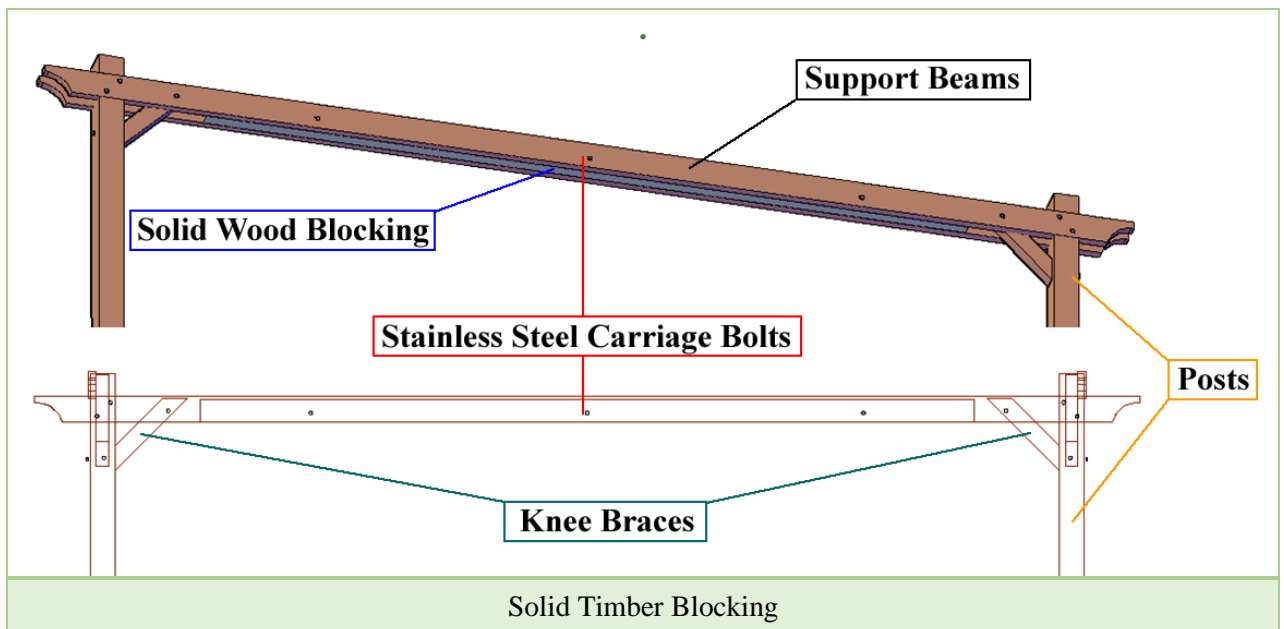 Support Beams
Solid Wood Blocking
Stainless Steel Carriage Bolts
Posts
Knee Braces
Solid Timber Blocking